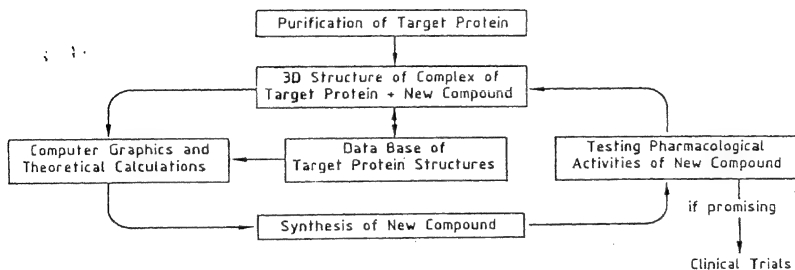 Purification of Target Protein
3D Structure of Complex of
Target Protein + New Compound
Computer Graphics and
Theoretical Calculations
Data Base of
Target Protein Structures
Testing Pharmacological
Activities of New Compound
Synthesis of New Compound
if promising
Clinical Trials